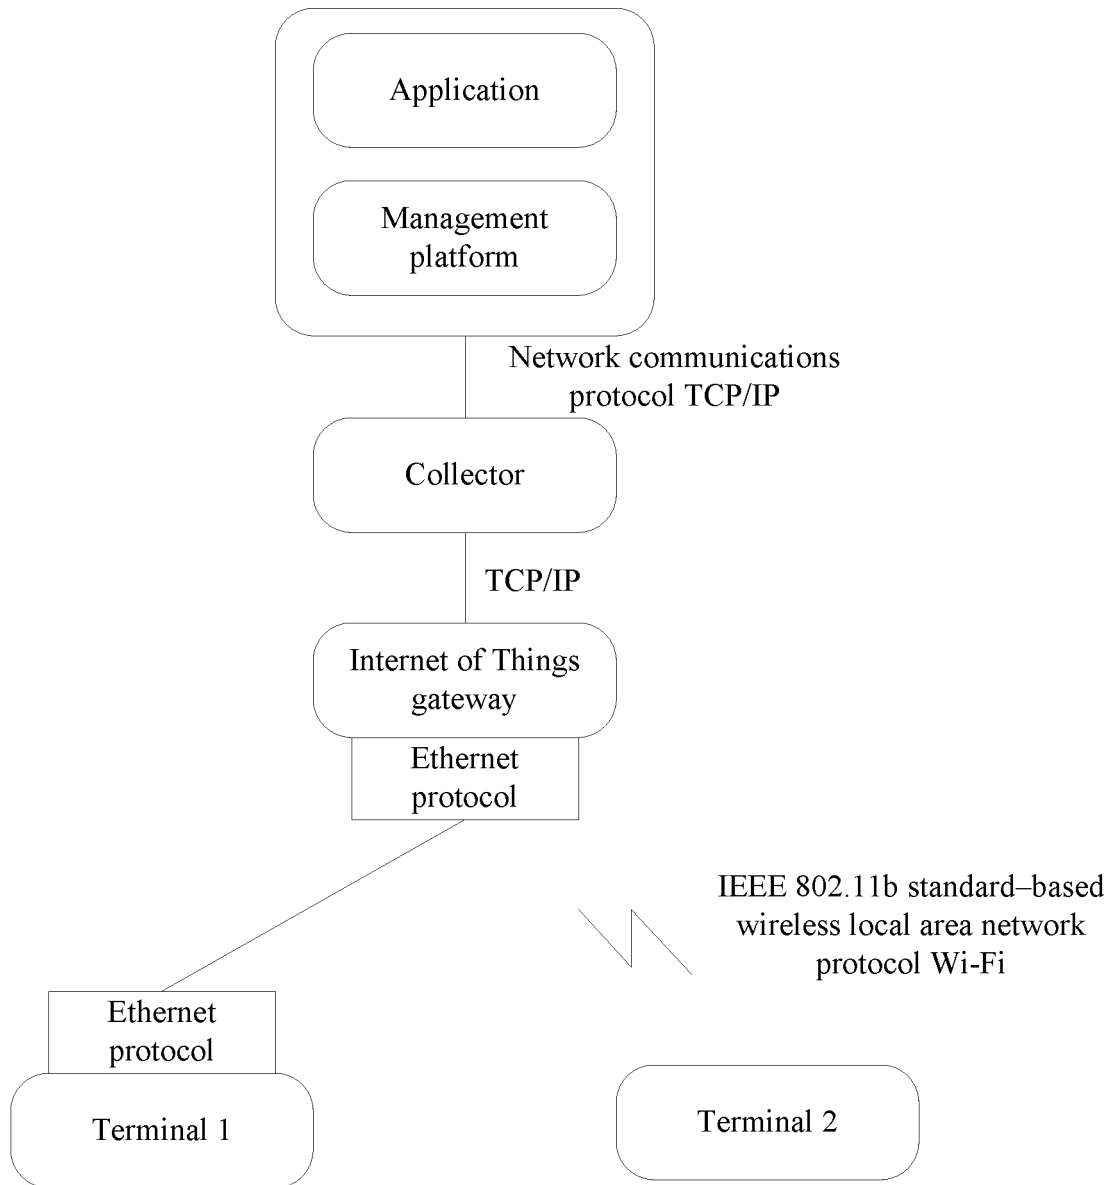 Application
Management
platform
Network communications
protocol TCP/IP
Collector
TCP/IP
Internet of Things
gateway
Ethernet
protocol
IEEE 802.11b standard–based
wireless local area network
protocol Wi-Fi
Ethernet
protocol
Terminal 1
Terminal 2